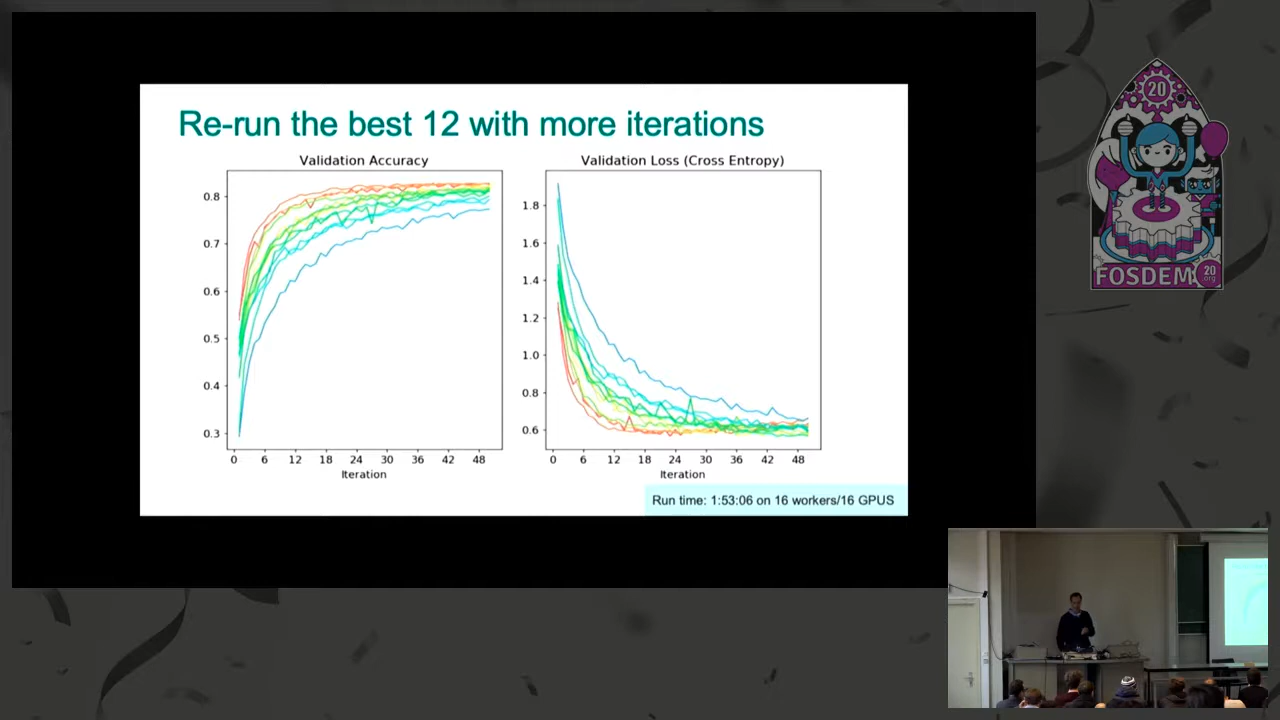 Re-run the best 12 with more iterations
Validation Accuracy
0.8
0.7
0.6
0.5
0.4
0.3
0 6 12 18 24 30 36 42 48
Iteration
Validation Loss (Cross Entropy)
1.8
1.6
1.4
1.2
1.0
0.8
0.6
0 6 12 18 24 30 36 42 48
Iteration
Run time: 1:53:06 on 16 workers/16 GPUS
20
FOSDEM 20
.org